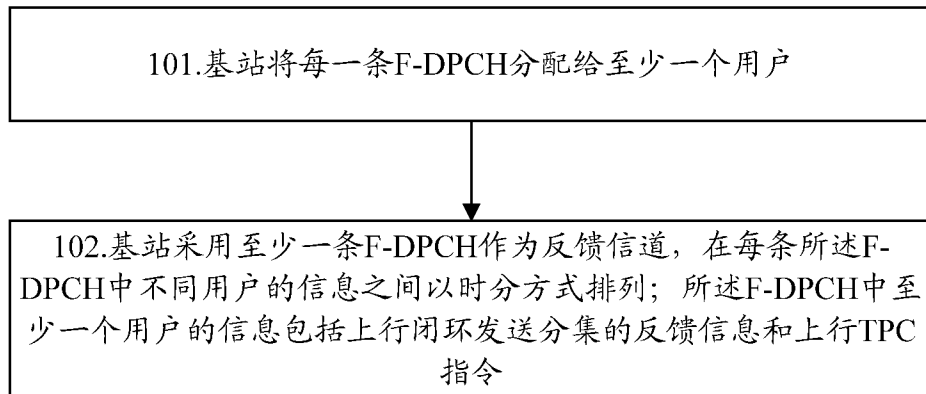 101.基站将每一条F-DPCH分配给至少一个用户
102.基站采用至少一条F-DPCH作为反馈信道，在每条所述F-
DPCH中不同用户的信息之间以时分方式排列；所述F-DPCH中至
少一个用户的信息包括上行闭环发送分集的反馈信息和上行TPC
指令